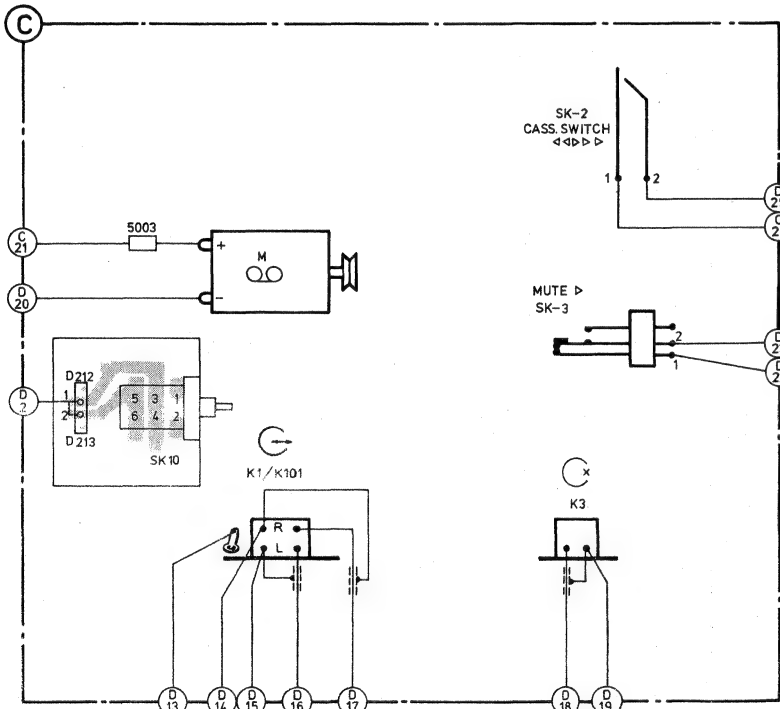 C
SK-2
CASS. SWITCH
◁◁▷▷▷
1 2
C 21
5003
+
M
D 20
-
MUTE ▷
SK-3
2
1
D212
1
2
D213
5 3 1
6 4 2
SK10
K1/K101
R
L
K3
D 13
D 14
D 15
D 16
D 17
D 18
D 19